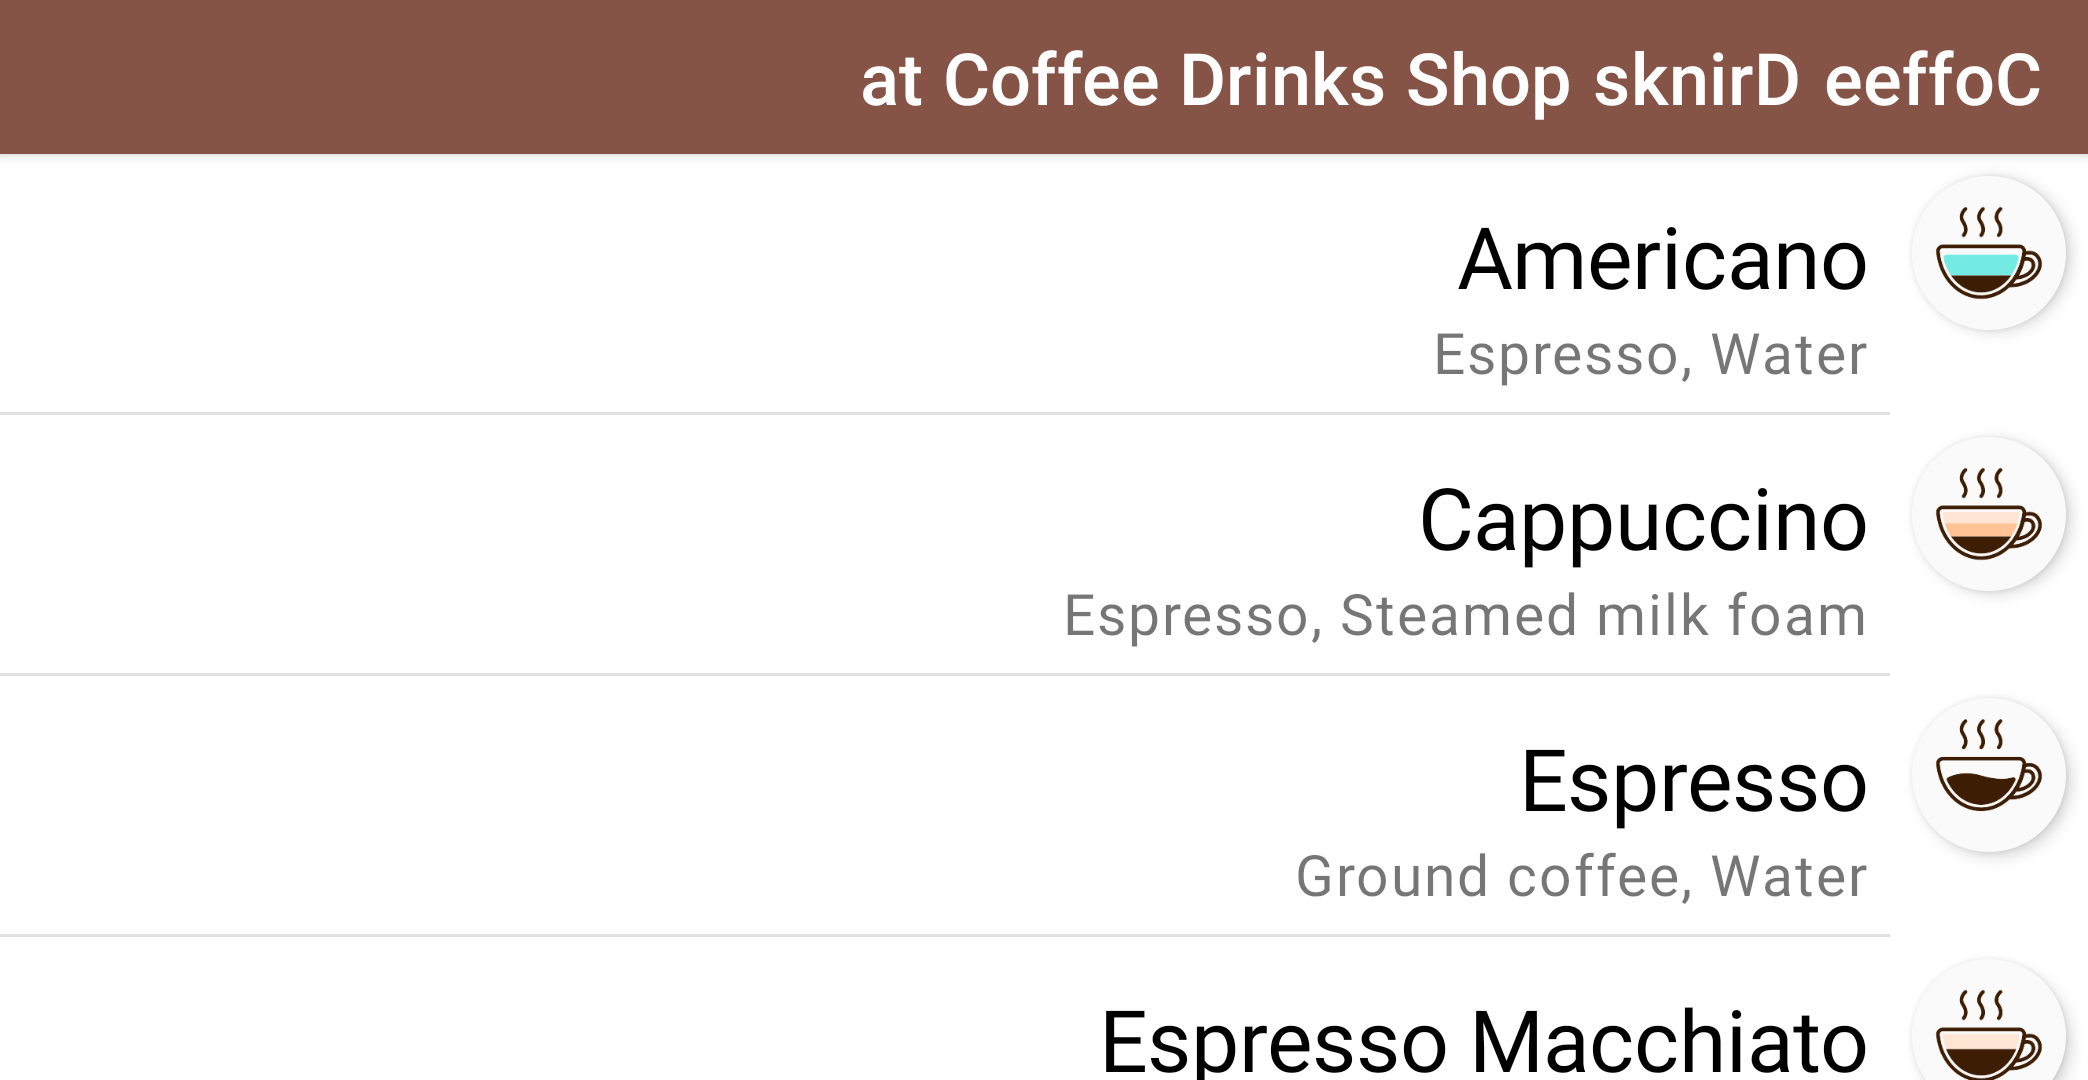 at Coffee Drinks Shop sknirD eeffoC
Americano
Espresso, Water
Cappuccino
Espresso, Steamed milk foam
Espresso
Ground coffee, Water
Espresso Macchiato